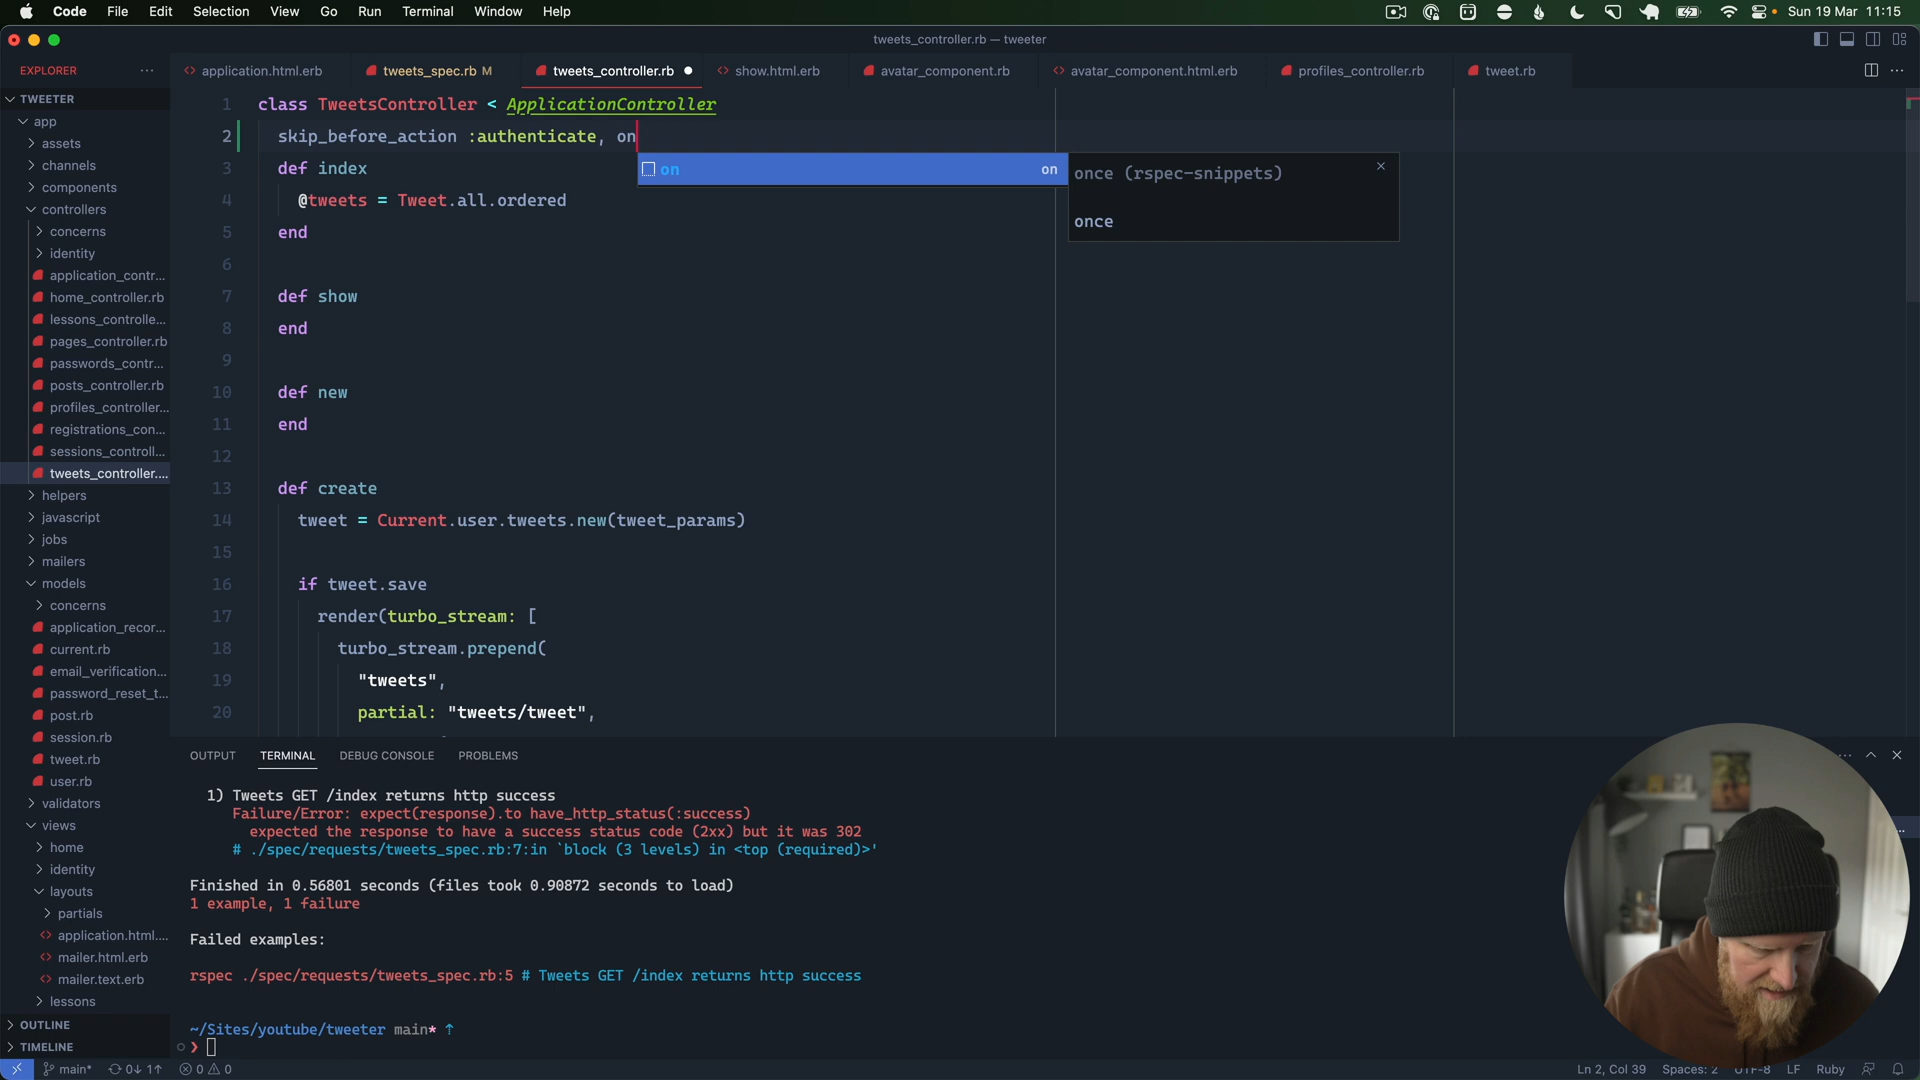 Code File Edit Selection View Go Run Terminal Window Help
Sun 19 Mar 11:15
tweets_controller.rb — tweeter
EXPLORER
application.html.erb
tweets_spec.rb M
tweets_controller.rb
show.html.erb
avatar_component.rb
avatar_component.html.erb
profiles_controller.rb
tweet.rb
TWEETER
app
assets
channels
components
controllers
concerns
identity
application_contr...
home_controller.rb
lessons_controlle...
pages_controller.rb
passwords_contr...
posts_controller.rb
profiles_controller...
registrations_con...
sessions_controll...
tweets_controller....
helpers
javascript
jobs
mailers
models
concerns
application_recor...
current.rb
email_verification...
password_reset_t...
post.rb
session.rb
tweet.rb
user.rb
validators
views
home
identity
layouts
partials
application.html....
mailer.html.erb
mailer.text.erb
lessons
OUTLINE
TIMELINE
1 class TweetsController < ApplicationController
2 skip_before_action :authenticate, on
on on
once (rspec-snippets)
once
3 def index
4 @tweets = Tweet.all.ordered
5 end
6
7 def show
8 end
9
10 def new
11 end
12
13 def create
14 tweet = Current.user.tweets.new(tweet_params)
15
16 if tweet.save
17 render(turbo_stream: [
18 turbo_stream.prepend(
19 "tweets",
20 partial: "tweets/tweet",
OUTPUT TERMINAL DEBUG CONSOLE PROBLEMS
1) Tweets GET /index returns http success
Failure/Error: expect(response).to have_http_status(:success)
expected the response to have a success status code (2xx) but it was 302
# ./spec/requests/tweets_spec.rb:7:in `block (3 levels) in <top (required)>'
Finished in 0.56801 seconds (files took 0.90872 seconds to load)
1 example, 1 failure
Failed examples:
rspec ./spec/requests/tweets_spec.rb:5 # Tweets GET /index returns http success
~/Sites/youtube/tweeter main* ↑
❯
main* 0↓ 1↑ 0 0
Ln 2, Col 39 Spaces: 2 UTF-8 LF Ruby